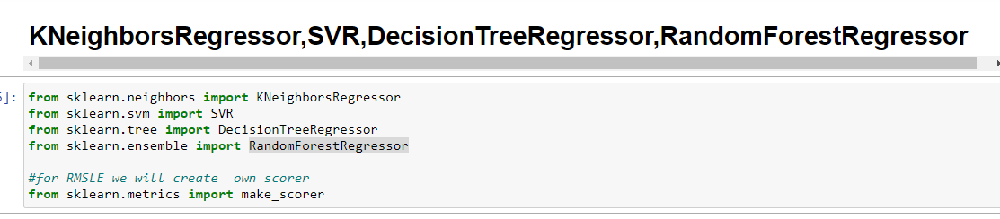 KNeighborsRegressor,SVR,DecisionTreeRegressor,RandomForestRegressor
]: from sklearn.neighbors import KNeighborsRegressor
from sklearn.svm import SVR
from sklearn.tree import DecisionTreeRegressor
from sklearn.ensemble import RandomForestRegressor
#for RMSLE we will create  own scorer
from sklearn.metrics import make_scorer